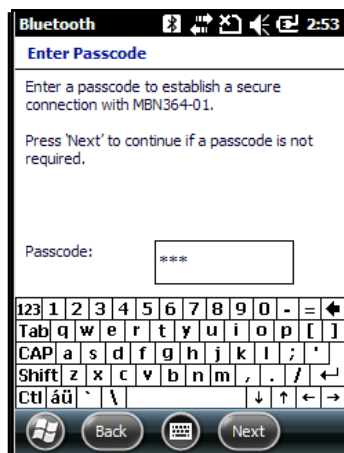 Bluetooth 2:53
Enter Passcode
Enter a passcode to establish a secure
connection with MBN364-01.
Press 'Next' to continue if a passcode is not
required.
Passcode: ***
123 1 2 3 4 5 6 7 8 9 0 - = 
Tab q w e r t y u i o p [ ]
CAP a s d f g h j k l ; '
Shift z x c v b n m , . / ↵
Ctl áü ` \ ↓ ↑ ← →
Back Next